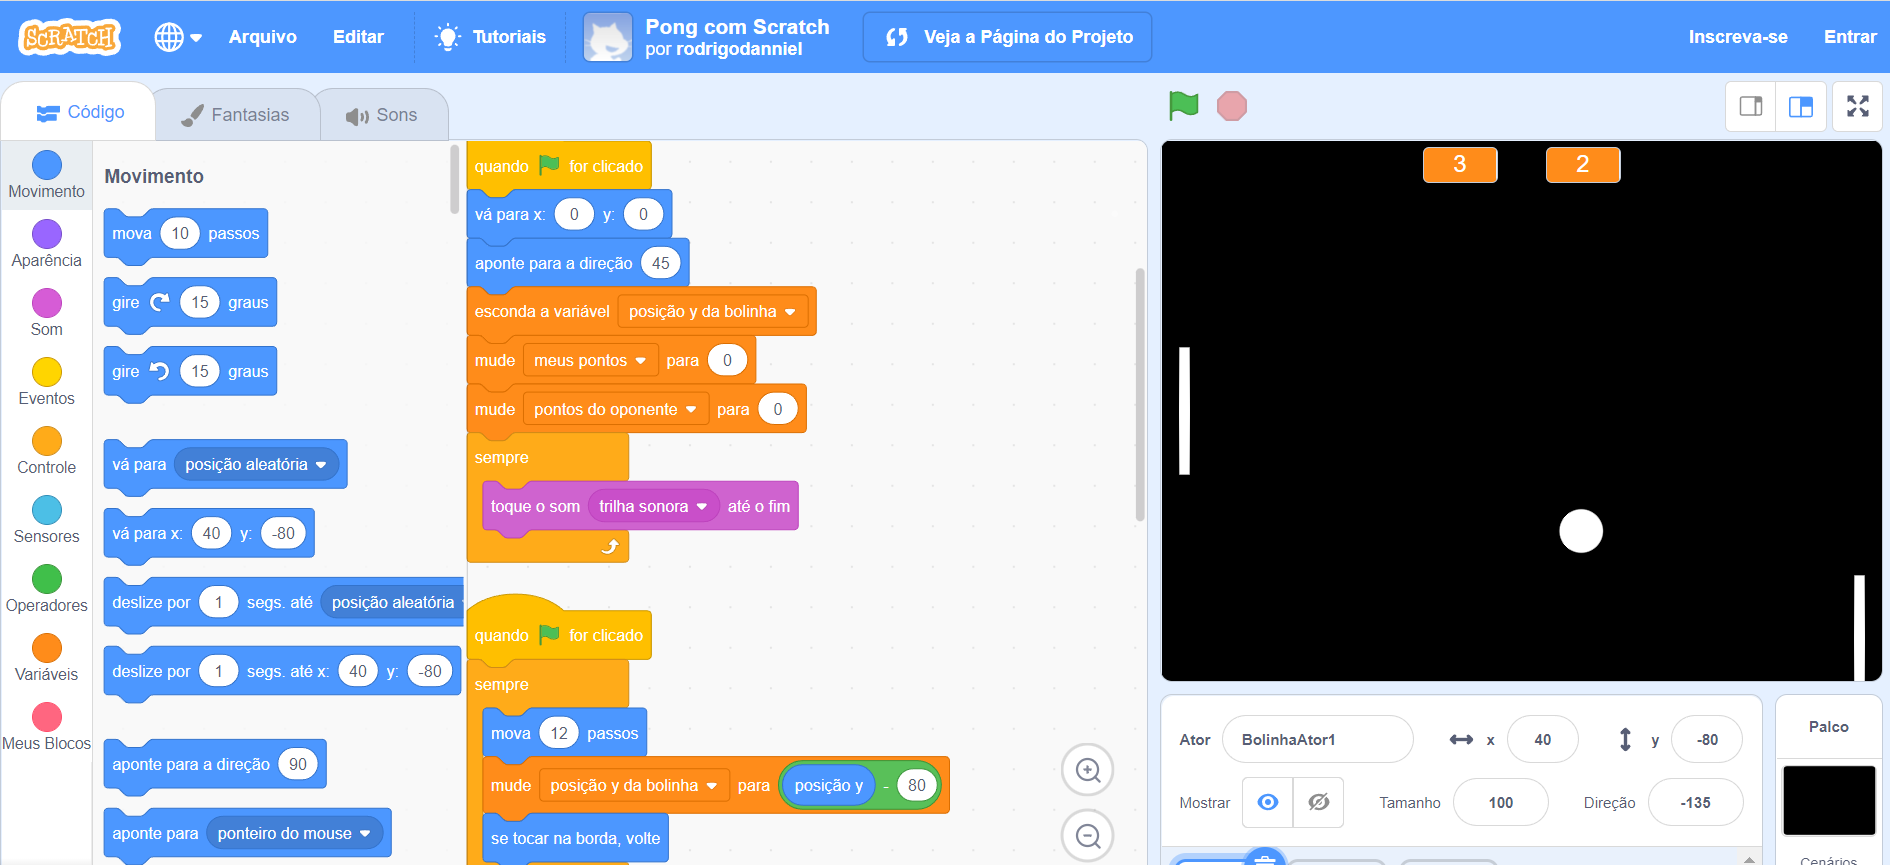 SCRATCH
Arquivo
Editar
Tutoriais
Pong com Scratch
por rodrigodanniel
Veja a Página do Projeto
Inscreva-se
Entrar
Código
Fantasias
Sons
Movimento
Aparência
Som
Eventos
Controle
Sensores
Operadores
Variáveis
Meus Blocos
Movimento
mova 10 passos
gire 15 graus
gire 15 graus
vá para posição aleatória
vá para x: 40 y: -80
deslize por 1 segs. até posição aleatória
deslize por 1 segs. até x: 40 y: -80
aponte para a direção 90
aponte para ponteiro do mouse
quando for clicado
vá para x: 0 y: 0
aponte para a direção 45
esconda a variável posição y da bolinha
mude meus pontos para 0
mude pontos do oponente para 0
sempre
toque o som trilha sonora até o fim
quando for clicado
sempre
mova 12 passos
mude posição y da bolinha para posição y - 80
se tocar na borda, volte
3 2
Ator BolinhaAtor1 x 40 y -80
Mostrar Tamanho 100 Direção -135
Palco
Cenários